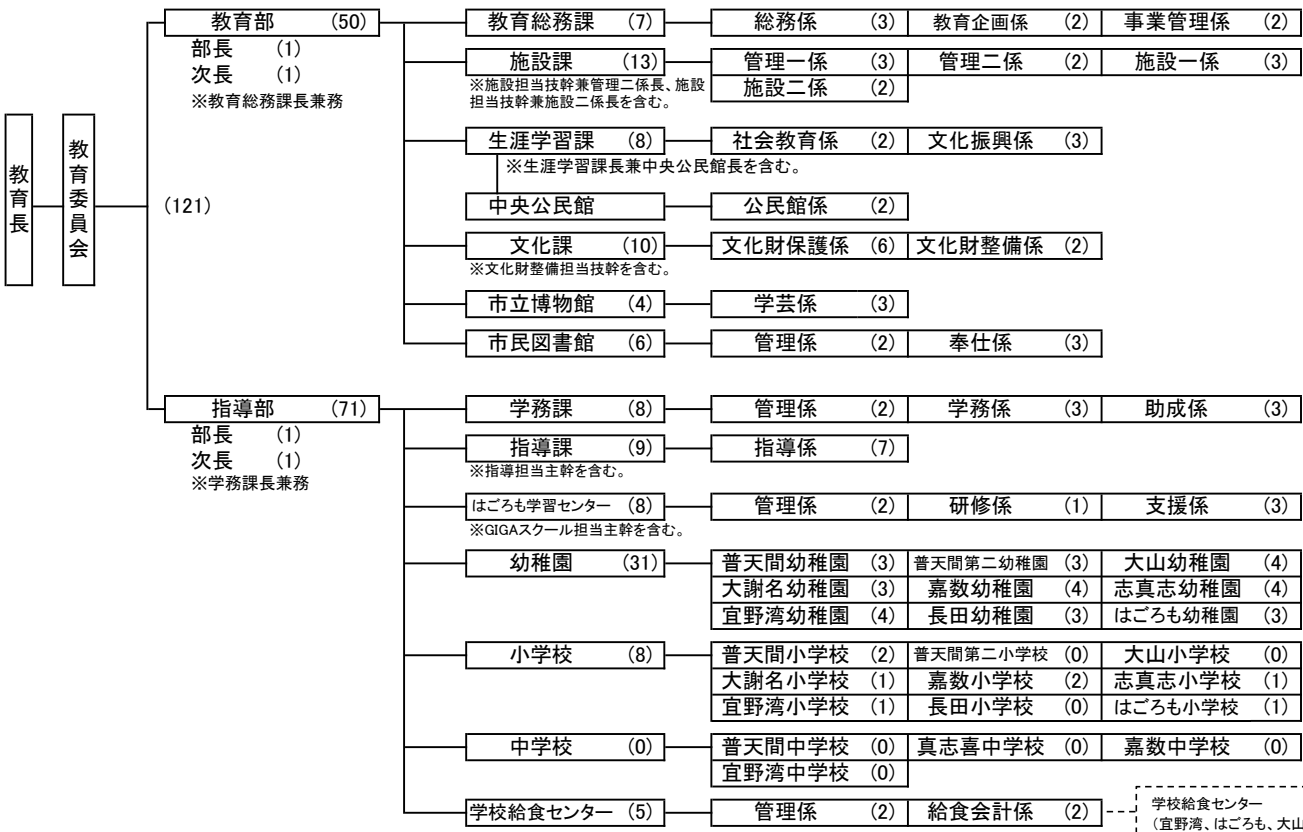 教育部 (50) 教育総務課 (7) 総務係 (3) 教育企画係 (2) 事業管理係 (2)
部長 (1)
次長 (1)
※教育総務課長兼務
施設課 (13) 管理一係 (3) 管理二係 (2) 施設一係 (3)
※施設担当技幹兼管理二係長、施設
担当技幹兼施設二係長を含む。
施設二係 (2)
生涯学習課 (8) 社会教育係 (2) 文化振興係 (3)
※生涯学習課長兼中央公民館長を含む。
教育長
教育委員会
(121)
中央公民館 公民館係 (2)
文化課 (10) 文化財保護係 (6) 文化財整備係 (2)
※文化財整備担当技幹を含む。
市立博物館 (4) 学芸係 (3)
市民図書館 (6) 管理係 (2) 奉仕係 (3)
指導部 (71) 学務課 (8) 管理係 (2) 学務係 (3) 助成係 (3)
部長 (1)
次長 (1)
※学務課長兼務
指導課 (9) 指導係 (7)
※指導担当主幹を含む。
はごろも学習センター (8) 管理係 (2) 研修係 (1) 支援係 (3)
※GIGAスクール担当主幹を含む。
幼稚園 (31) 普天間幼稚園 (3) 普天間第二幼稚園 (3) 大山幼稚園 (4)
大謝名幼稚園 (3) 嘉数幼稚園 (4) 志真志幼稚園 (4)
宜野湾幼稚園 (4) 長田幼稚園 (3) はごろも幼稚園 (3)
小学校 (8) 普天間小学校 (2) 普天間第二小学校 (0) 大山小学校 (0)
大謝名小学校 (1) 嘉数小学校 (2) 志真志小学校 (1)
宜野湾小学校 (1) 長田小学校 (0) はごろも小学校 (1)
中学校 (0) 普天間中学校 (0) 真志喜中学校 (0) 嘉数中学校 (0)
宜野湾中学校 (0)
学校給食センター (5) 管理係 (2) 給食会計係 (2)
学校給食センター
(宜野湾、はごろも、大山